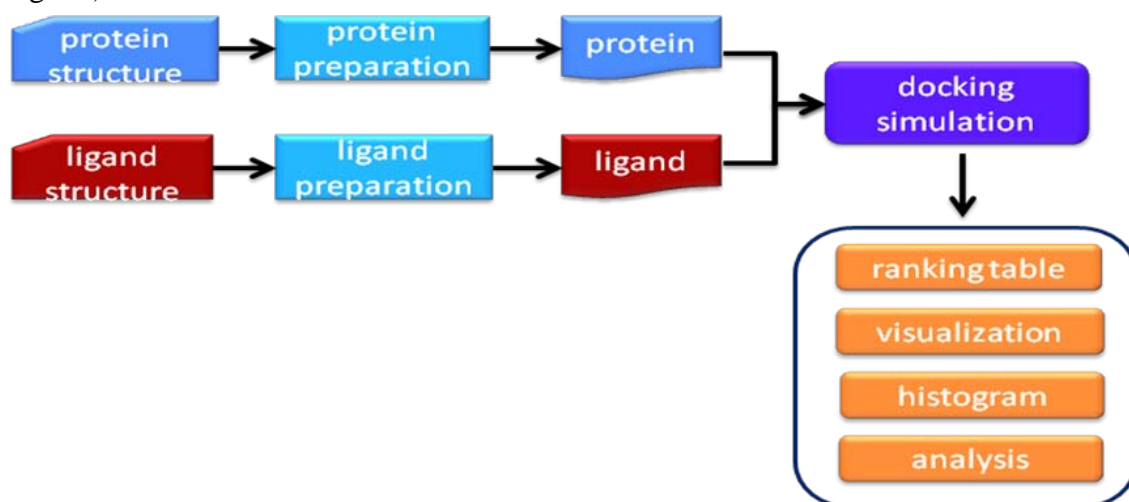 protein
structure
protein
preparation
protein
ligand
structure
ligand
preparation
ligand
docking
simulation
ranking table
visualization
histogram
analysis